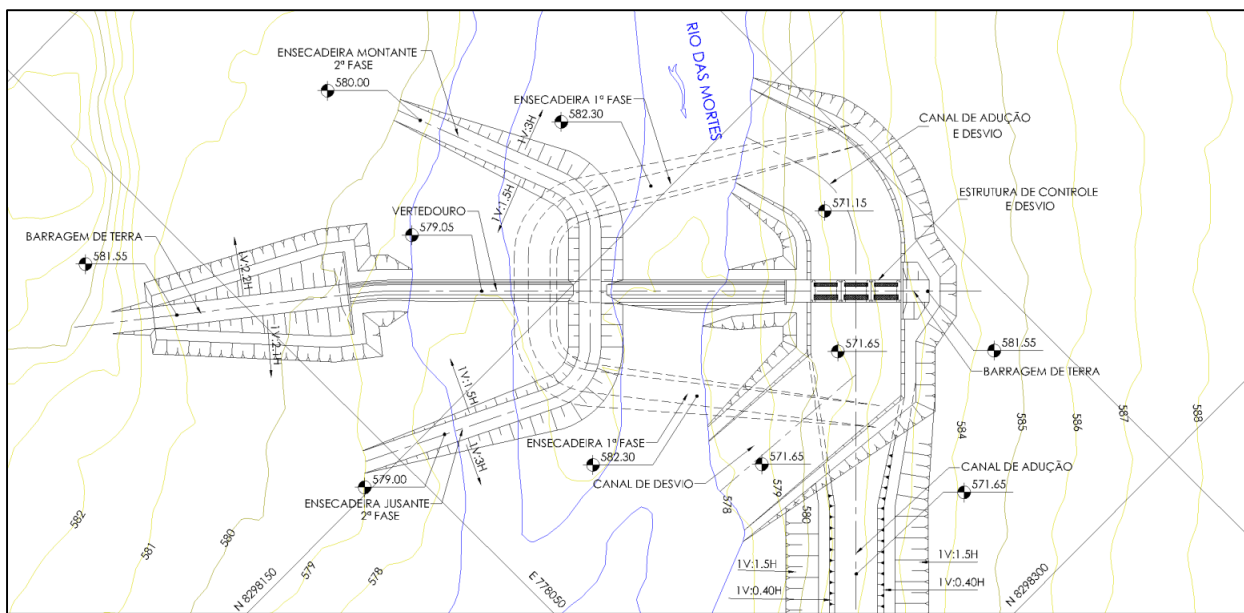 ENSECADEIRA MONTANTE
2ª FASE
580.00
ENSECADEIRA 1ª FASE
582.30
1V:3H
1V:1.5H
RIO DAS MORTES
CANAL DE ADUÇÃO
E DESVIO
571.15
ESTRUTURA DE CONTROLE
E DESVIO
VERTEDOURO
579.05
BARRAGEM DE TERRA
581.55
1V:2.2H
1V:2.1H
571.65
581.55
BARRAGEM DE TERRA
1V:1.5H
1V:3H
ENSECADEIRA 1ª FASE
582.30
CANAL DE DESVIO
571.65
579.00
ENSECADEIRA JUSANTE
2ª FASE
CANAL DE ADUÇÃO
571.65
584
585
586
587
588
578
579
580
582
581
580
579
578
N 8298150
E 778050
N 8298300
1V:1.5H
1V:0.40H
1V:1.5H
1V:0.40H